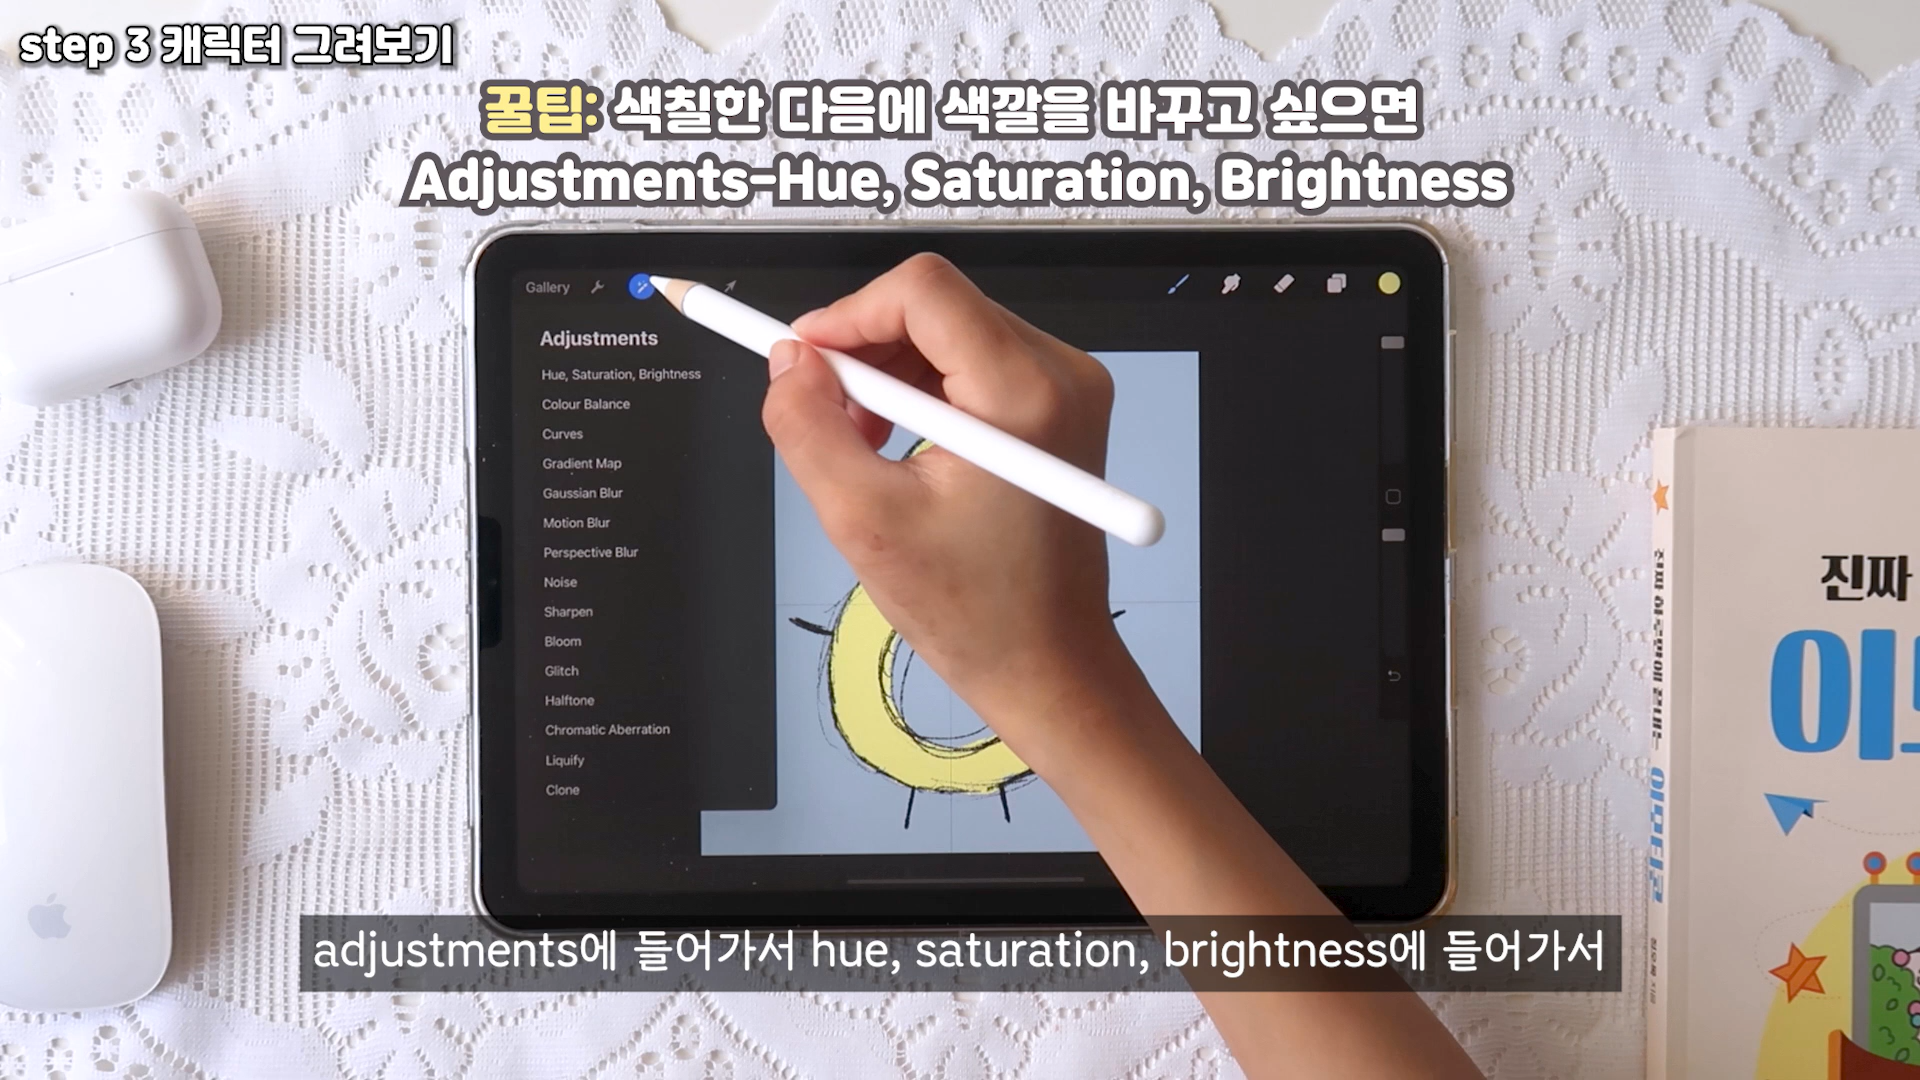 step 3 캐릭터 그려보기
꿀팁: 색칠한 다음에 색깔을 바꾸고 싶으면
Adjustments-Hue, Saturation, Brightness
Gallery
Adjustments
Hue, Saturation, Brightness
Colour Balance
Curves
Gradient Map
Gaussian Blur
Motion Blur
Perspective Blur
Noise
Sharpen
Bloom
Glitch
Halftone
Chromatic Aberration
Liquify
Clone
진짜
adjustments에 들어가서 hue, saturation, brightness에 들어가서